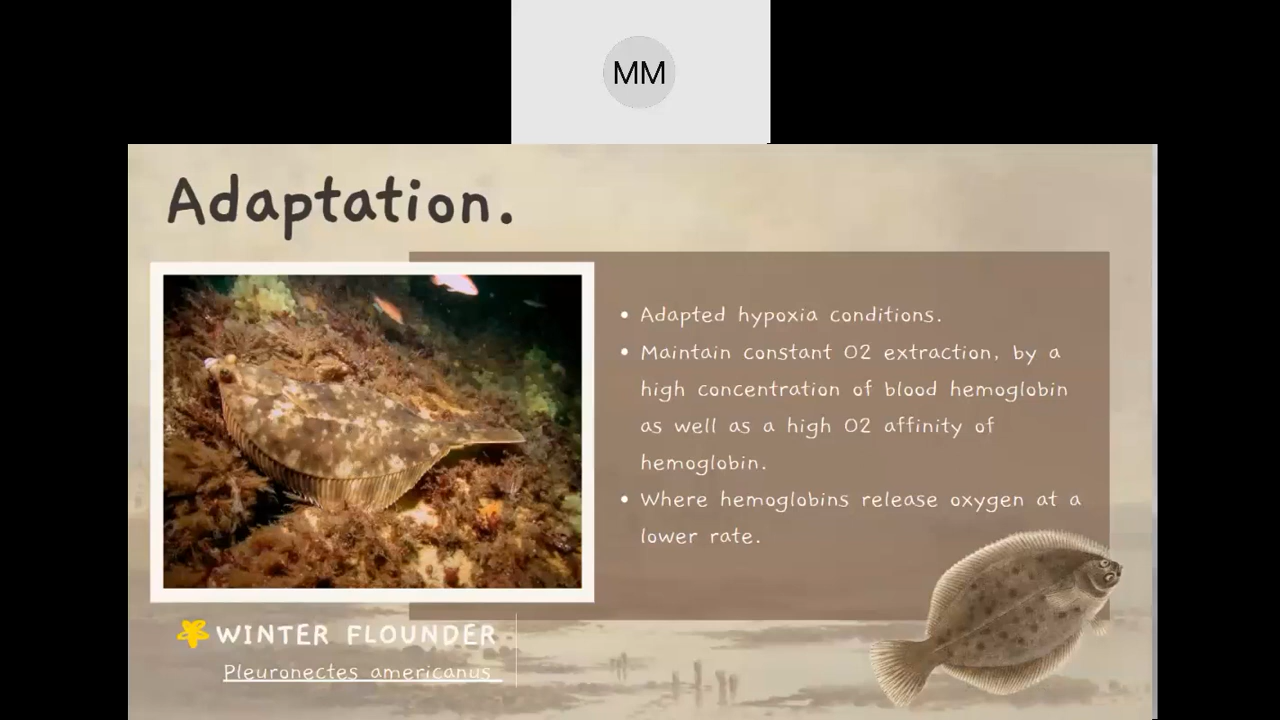 MM
Adaptation.
• Adapted hypoxia conditions.
• Maintain constant O2 extraction, by a
high concentration of blood hemoglobin
as well as a high O2 affinity of
hemoglobin.
• Where hemoglobins release oxygen at a
lower rate.
WINTER FLOUNDER
Pleuronectes americanus